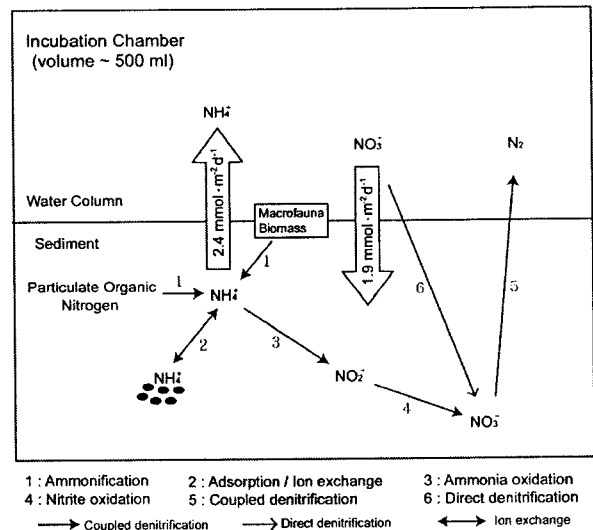 Incubation Chamber
(volume ~ 500 ml)
NH₄⁺
NO₃⁻
N₂
2.4 mmol·m⁻²d⁻¹
1.9 mmol·m⁻²d⁻¹
Water Column
Macrofauna
Biomass
Sediment
1
1
Particulate Organic
Nitrogen
NH₄⁺
6
5
2
3
NH₄⁺
NO₂⁻
4
NO₃⁻
1 : Ammonification 2 : Adsorption / Ion exchange 3 : Ammonia oxidation
4 : Nitrite oxidation 5 : Coupled denitrification 6 : Direct denitrification
Coupled denitrification Direct denitrification Ion exchange